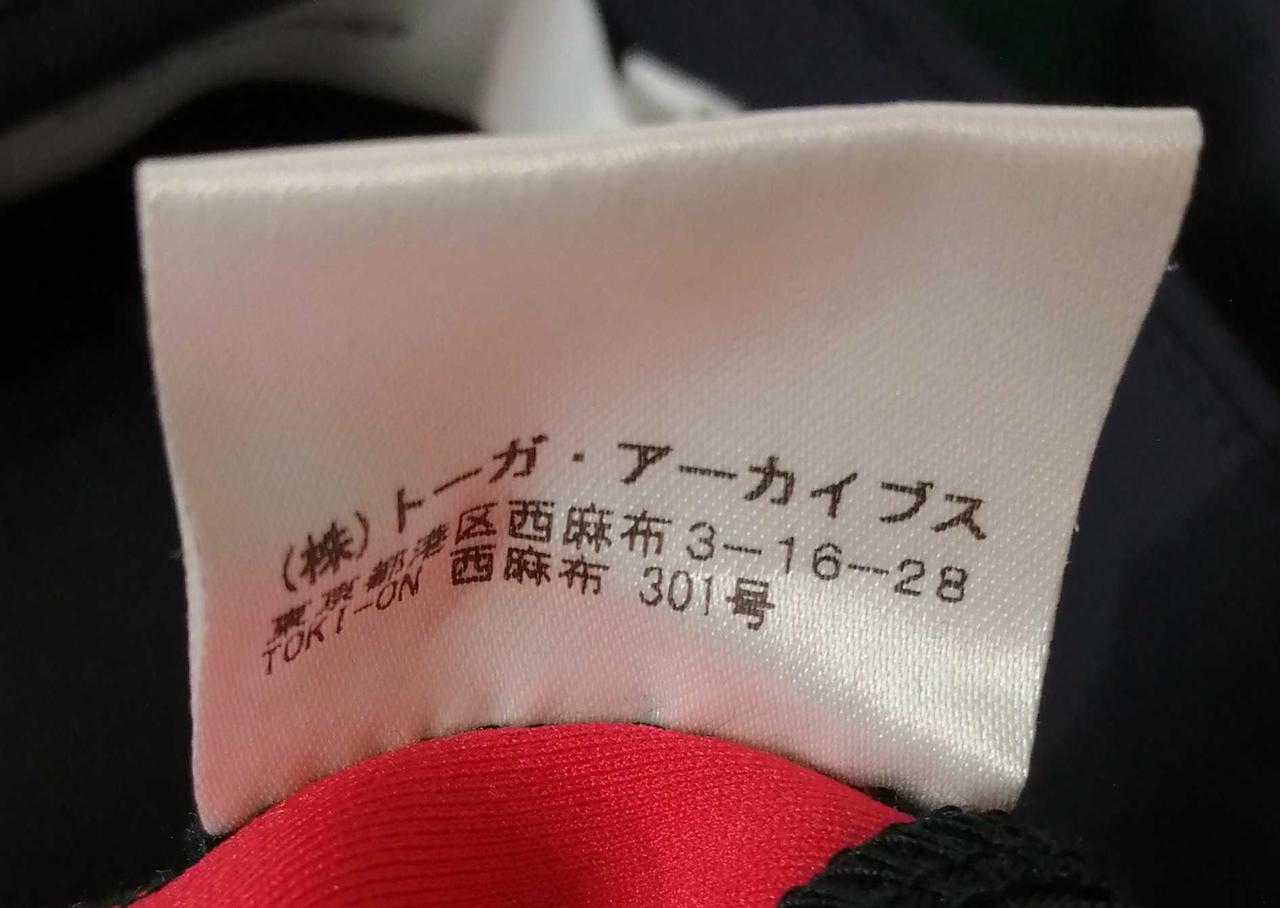 (株)トーガ・アーカイブス
東京都港区西麻布3-16-28
TOKI-ON 西麻布 301号